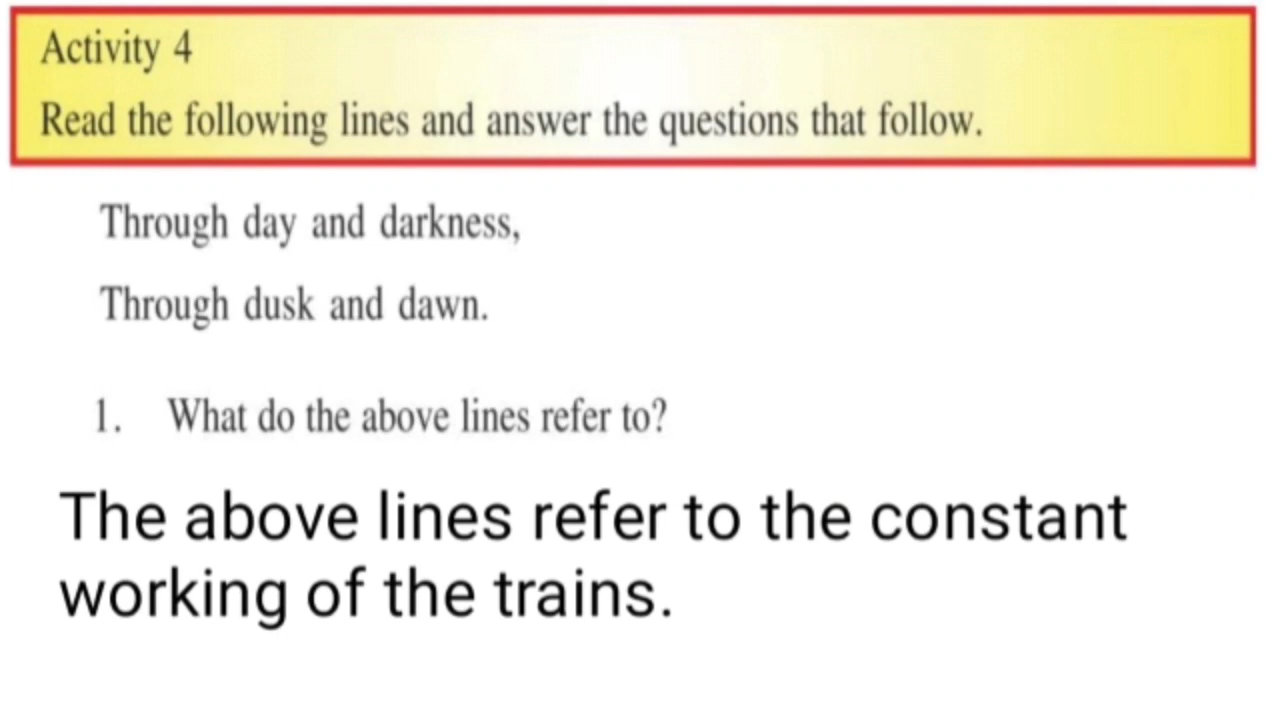 Activity 4
Read the following lines and answer the questions that follow.
Through day and darkness,
Through dusk and dawn.
1. What do the above lines refer to?
The above lines refer to the constant
working of the trains.